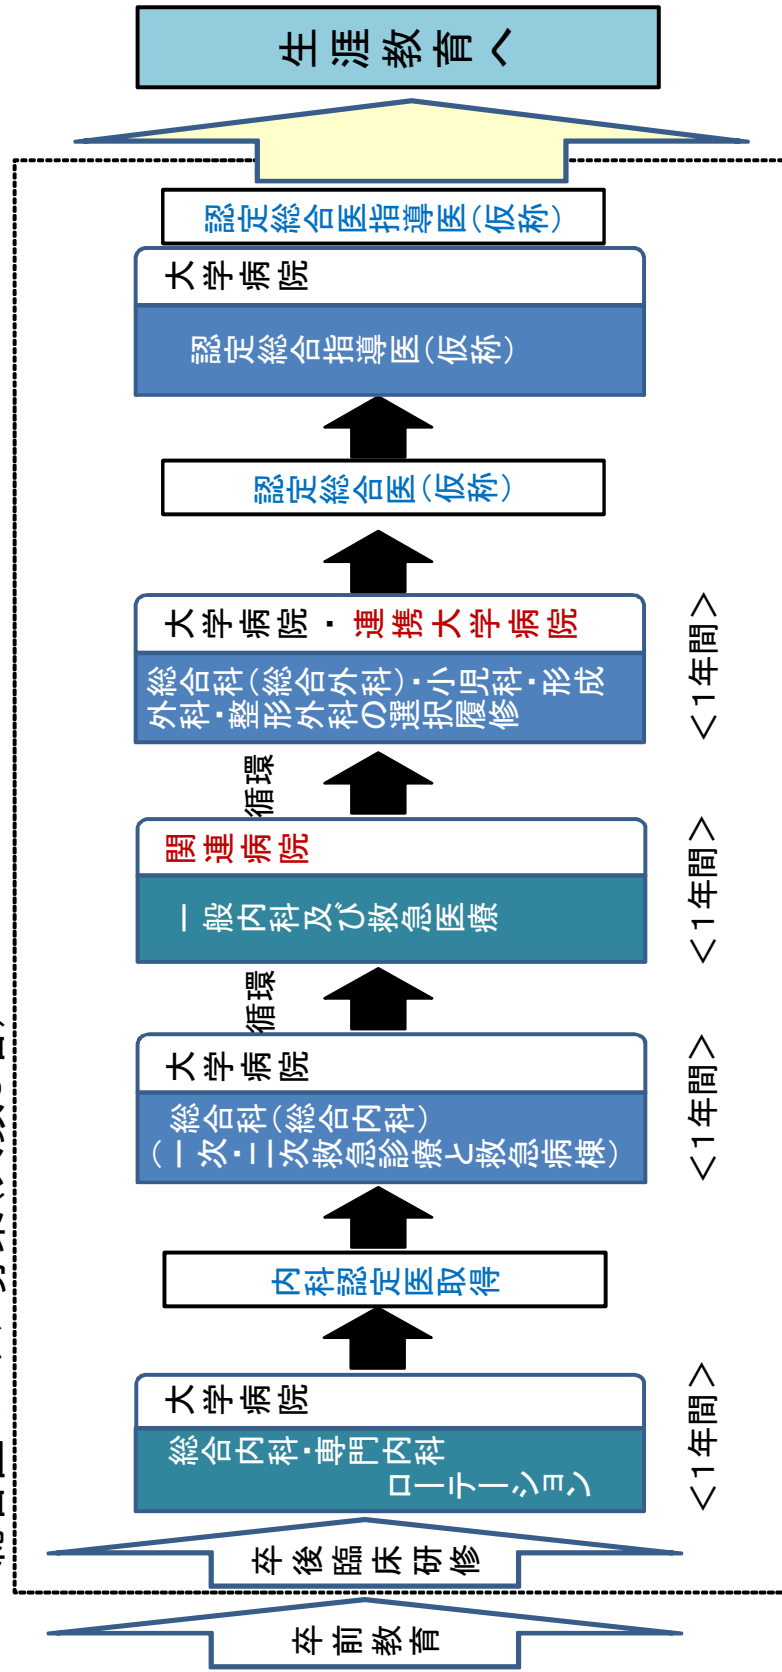 卒前教育
卒後臨床研修
大学病院
総合内科・専門内科
ローテーション
＜1年間＞
内科認定医取得
大学病院
総合科(総合内科)
(一次・二次救急診療と救急病棟)
＜1年間＞
循環
関連病院
一般内科及び救急医療
＜1年間＞
循環
大学病院・連携大学病院
総合科(総合外科)・小児科・形成
外科・整形外科の選択履修
＜1年間＞
認定総合医(仮称)
大学病院
認定総合指導医(仮称)
認定総合医指導医(仮称)
生涯教育へ